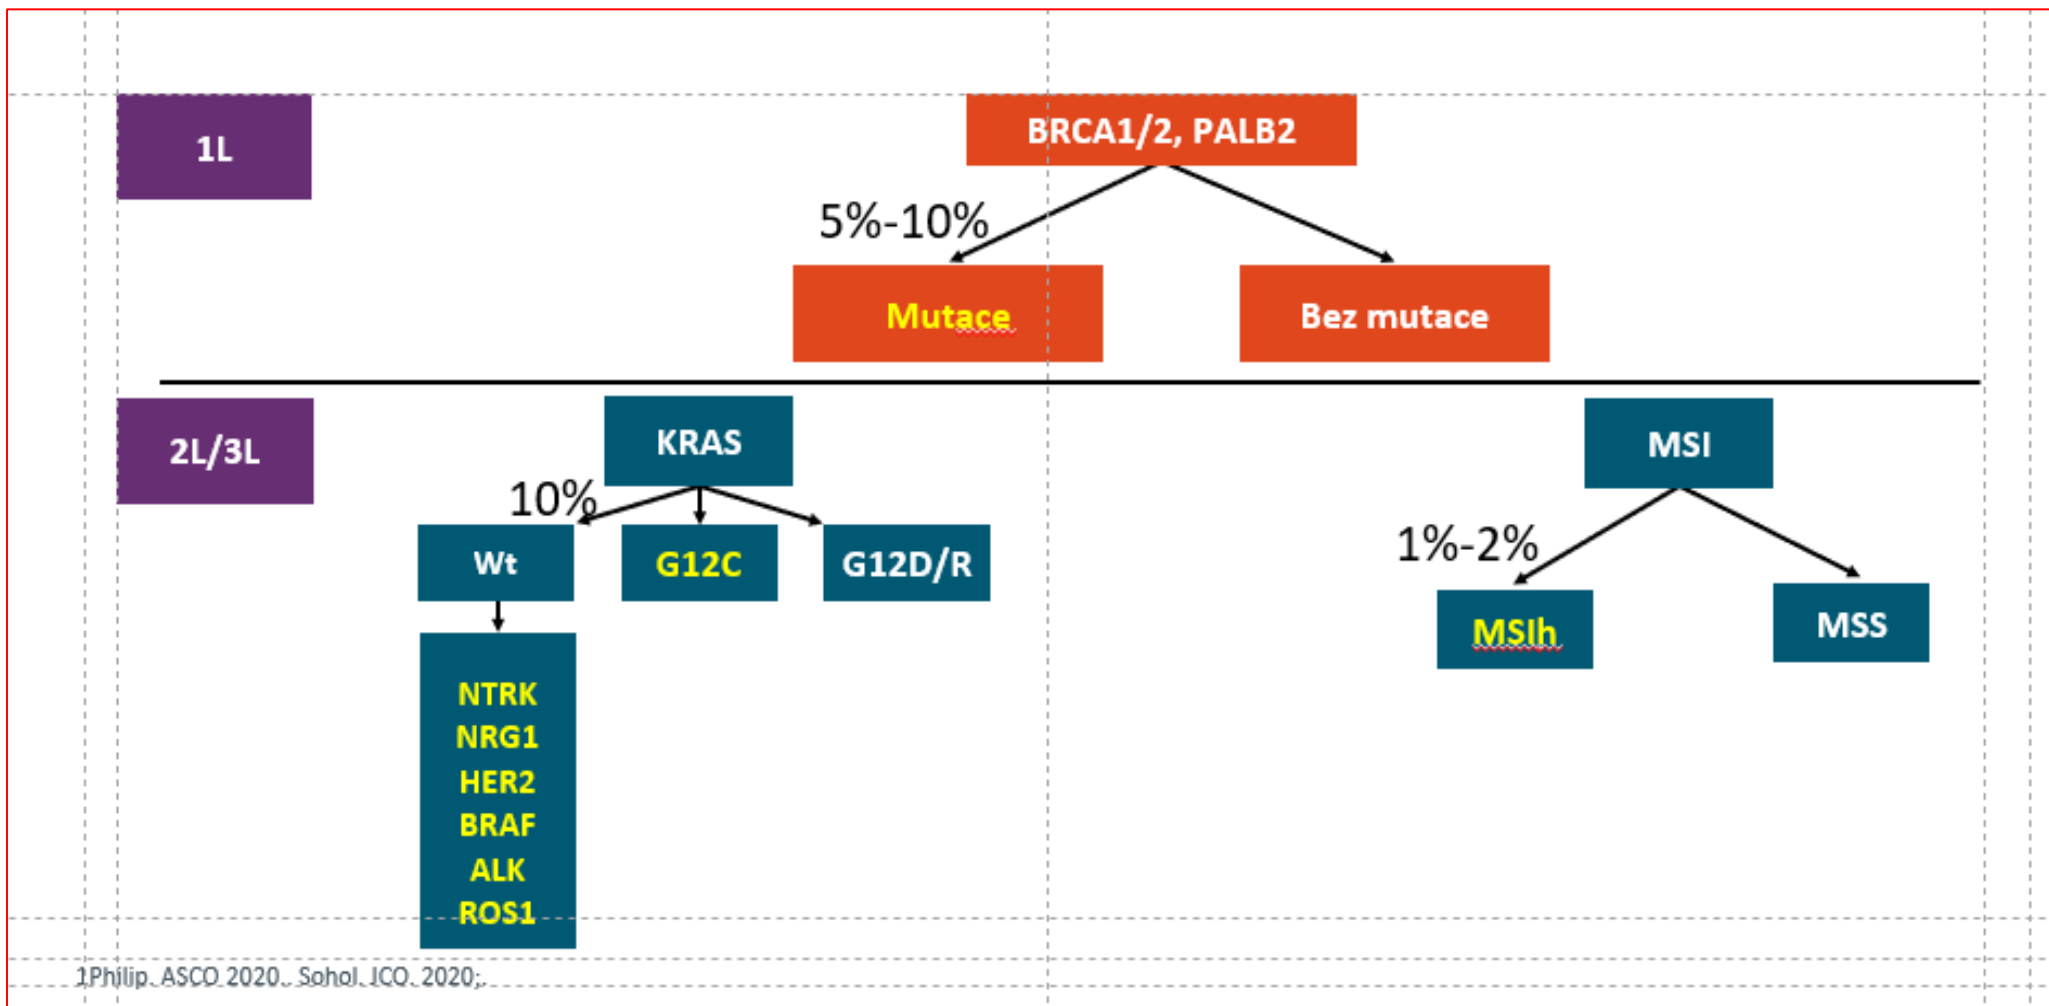 1L
BRCA1/2, PALB2
5%-10%
Mutace
Bez mutace
2L/3L
KRAS
MSI
10%
Wt
G12C
G12D/R
1%-2%
MSIh
MSS
NTRK
NRG1
HER2
BRAF
ALK
ROS1
1Philip. ASCO 2020.. Sohol. JCO. 2020;.